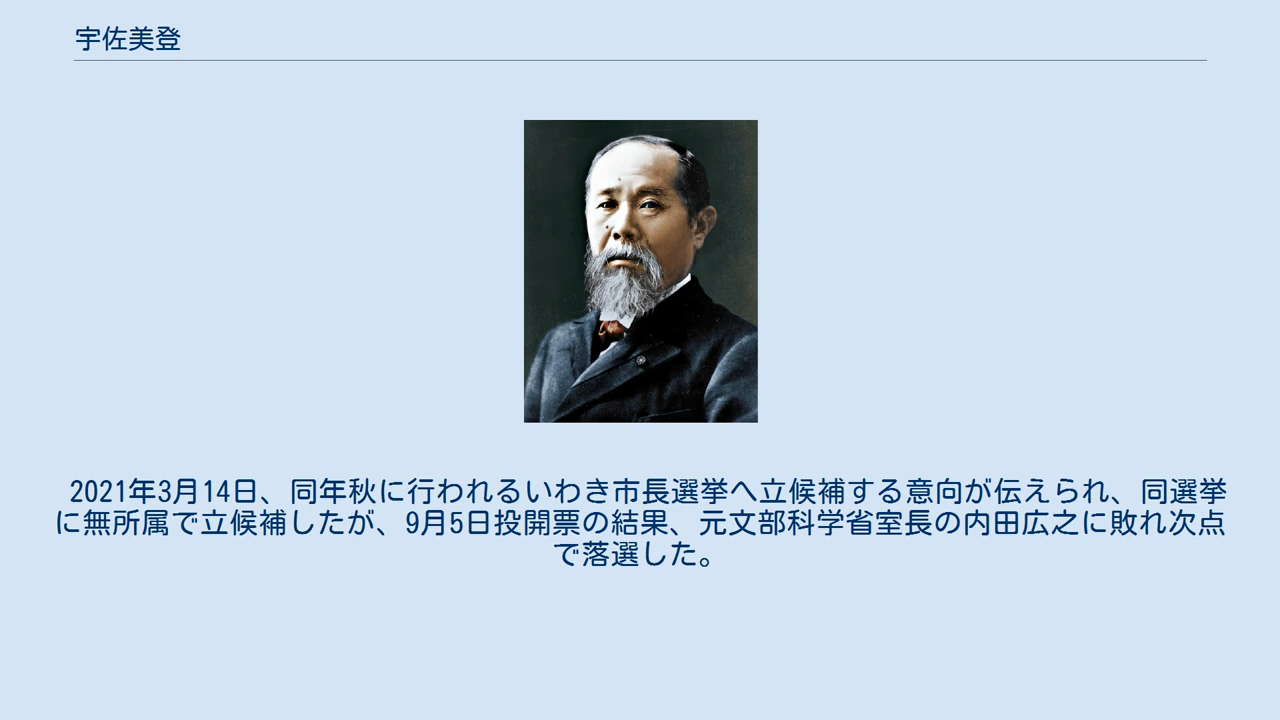 宇佐美登
2021年3月14日、同年秋に行われるいわき市長選挙へ立候補する意向が伝えられ、同選挙
に無所属で立候補したが、9月5日投開票の結果、元文部科学省室長の内田広之に敗れ次点
で落選した。